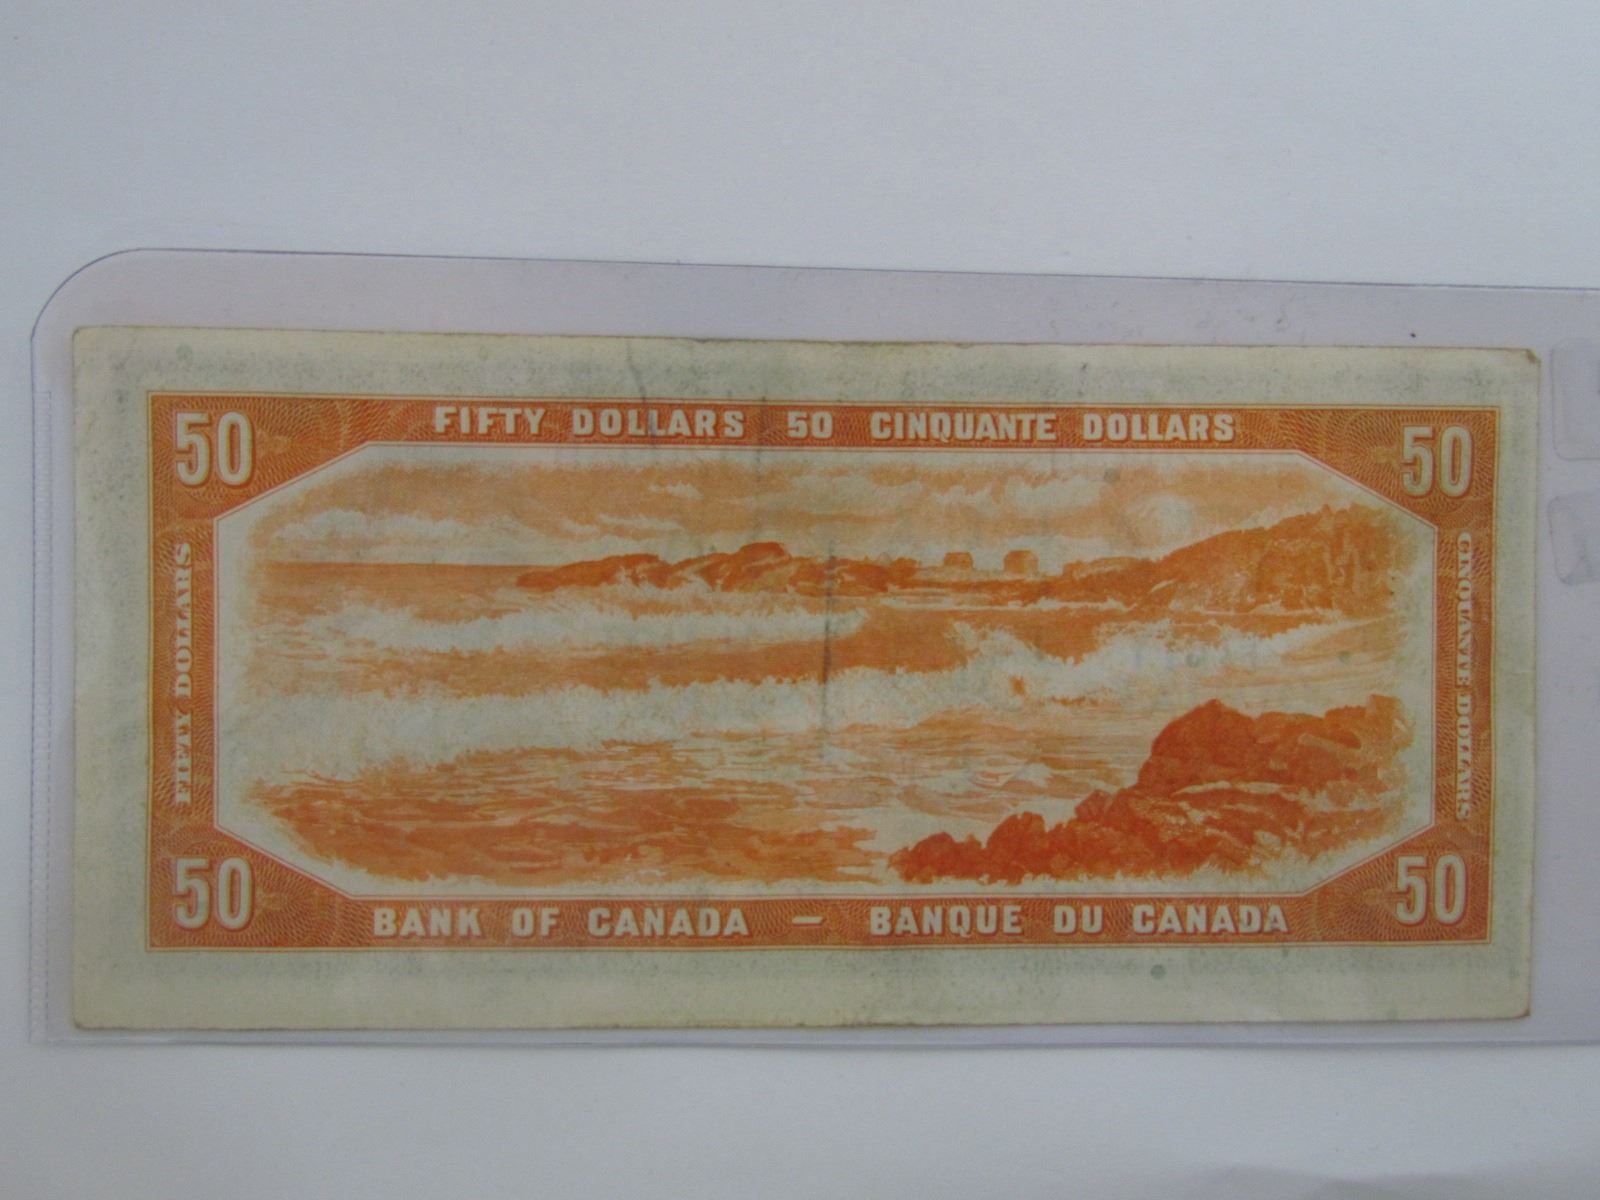 50 FIFTY DOLLARS 50 CINQUANTE DOLLARS 50
FIFTY DOLLARS
CINQUANTE DOLLARS
50 BANK OF CANADA — BANQUE DU CANADA 50